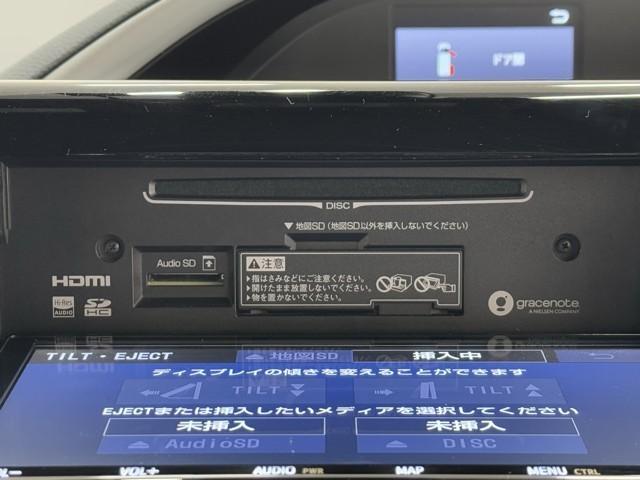 ドア開
DISC
▼地図SD(地図SD以外を挿入しないでください)
Audio SD
⚠注意
▶指はさみなどにご注意ください。
▶開けたまま放置しないでください。
▶物を置かないでください。
HDMI
Hi-Res
AUDIO
SD
HC
gracenote.
A NIELSEN COMPANY
TILT・EJECT
地図SD
挿入中
ディスプレイの傾きを変えることができます
TILT
TILT
EJECTまたは挿入したいメディアを選択してください
未挿入
未挿入
AudioSD
DISC
VOL+
AUDIO PWR
MAP
MENU CTRL